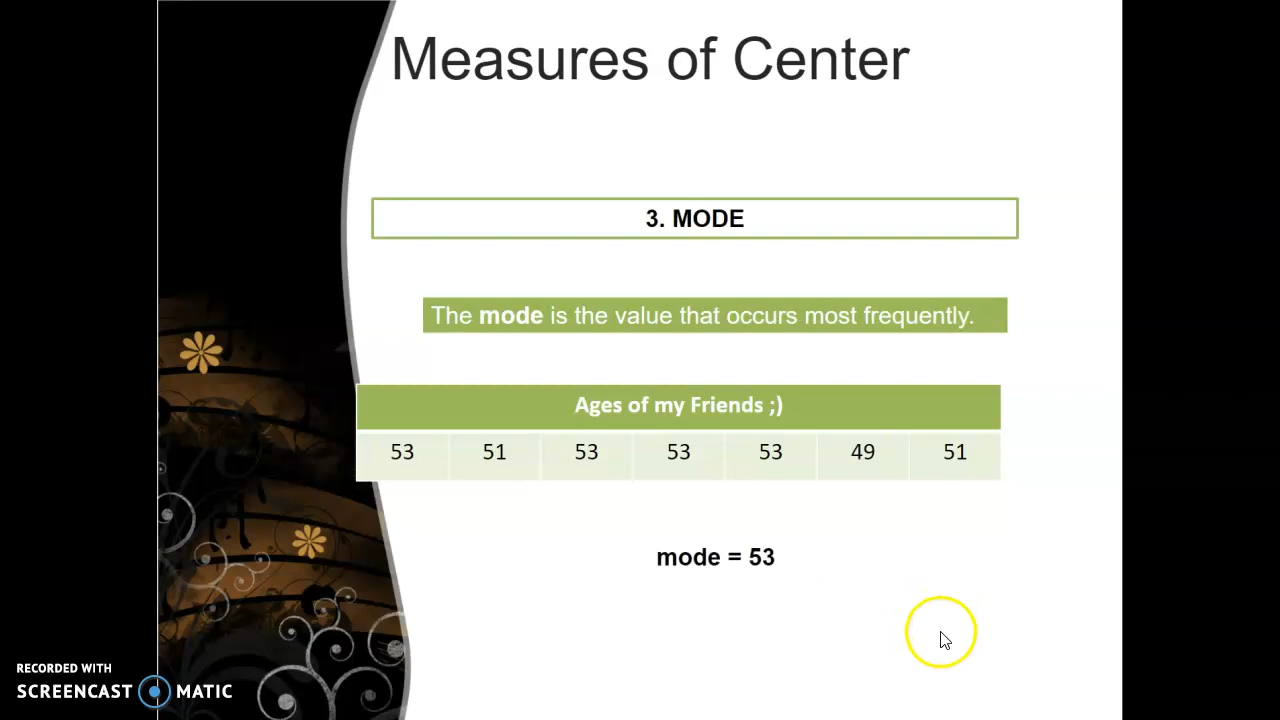 Measures of Center
3. MODE
The mode is the value that occurs most frequently.
Ages of my Friends ;)
53 51 53 53 53 49 51
mode = 53
RECORDED WITH
SCREENCAST MATIC